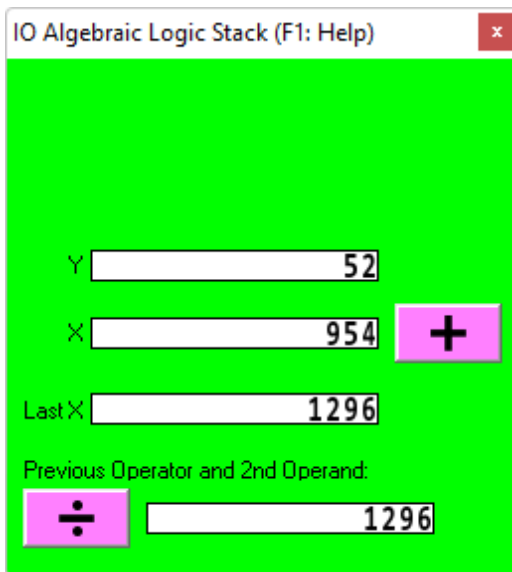 IO Algebraic Logic Stack (F1: Help) x
Y 52
X 954 +
Last X 1296
Previous Operator and 2nd Operand:
÷ 1296